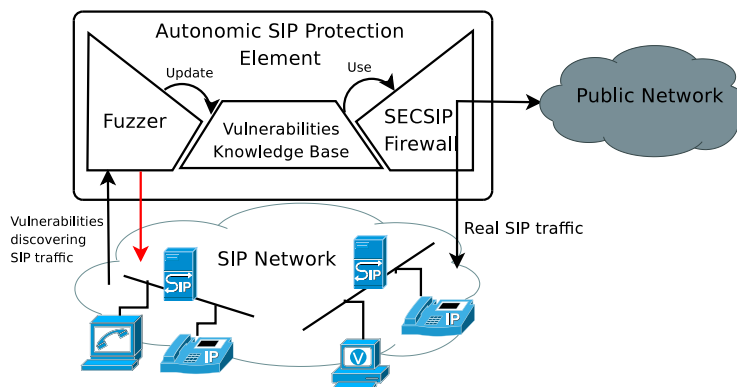 Autonomic SIP Protection
Element
Update
Use
Fuzzer
Vulnerabilities
Knowledge Base
SECSIP
Firewall
Public Network
Vulnerabilities
discovering
SIP traffic
Real SIP traffic
SIP Network
SIP
SIP
IP
IP
V